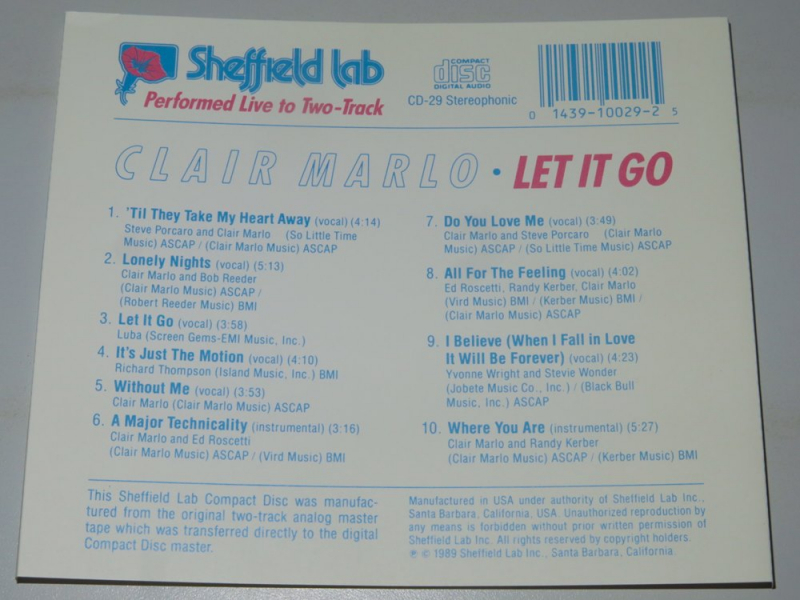 Sheffield Lab
Performed Live to Two-Track
COMPACT
disc
DIGITAL AUDIO
CD-29 Stereophonic
0 1439-10029-2 5
CLAIR MARLO • LET IT GO
1. 'Til They Take My Heart Away (vocal) (4:14)
Steve Porcaro and Clair Marlo (So Little Time
Music) ASCAP / (Clair Marlo Music) ASCAP
2. Lonely Nights (vocal) (5:13)
Clair Marlo and Bob Reeder
(Clair Marlo Music) ASCAP /
(Robert Reeder Music) BMI
3. Let It Go (vocal) (3:58)
Luba (Screen Gems-EMI Music, Inc.)
4. It's Just The Motion (vocal) (4:10)
Richard Thompson (Island Music, Inc.) BMI
5. Without Me (vocal) (3:53)
Clair Marlo (Clair Marlo Music) ASCAP
6. A Major Technicality (instrumental) (3:16)
Clair Marlo and Ed Roscetti
(Clair Marlo Music) ASCAP / (Vird Music) BMI
7. Do You Love Me (vocal) (3:49)
Clair Marlo and Steve Porcaro (Clair Marlo
Music) ASCAP / (So Little Time Music) ASCAP
8. All For The Feeling (vocal) (4:02)
Ed Roscetti, Randy Kerber, Clair Marlo
(Vird Music) BMI / (Kerber Music) BMI /
(Clair Marlo Music) ASCAP
9. I Believe (When I Fall in Love
It Will Be Forever) (vocal) (4:23)
Yvonne Wright and Stevie Wonder
(Jobete Music Co., Inc.) / (Black Bull
Music, Inc.) ASCAP
10. Where You Are (instrumental) (5:27)
Clair Marlo and Randy Kerber
(Clair Marlo Music) ASCAP / (Kerber Music) BMI
This Sheffield Lab Compact Disc was manufac-
tured from the original two-track analog master
tape which was transferred directly to the digital
Compact Disc master.
Manufactured in USA under authority of Sheffield Lab Inc.,
Santa Barbara, California, USA. Unauthorized reproduction by
any means is forbidden without prior written permission of
Sheffield Lab Inc. All rights reserved by copyright holders.
℗ © 1989 Sheffield Lab Inc., Santa Barbara, California.